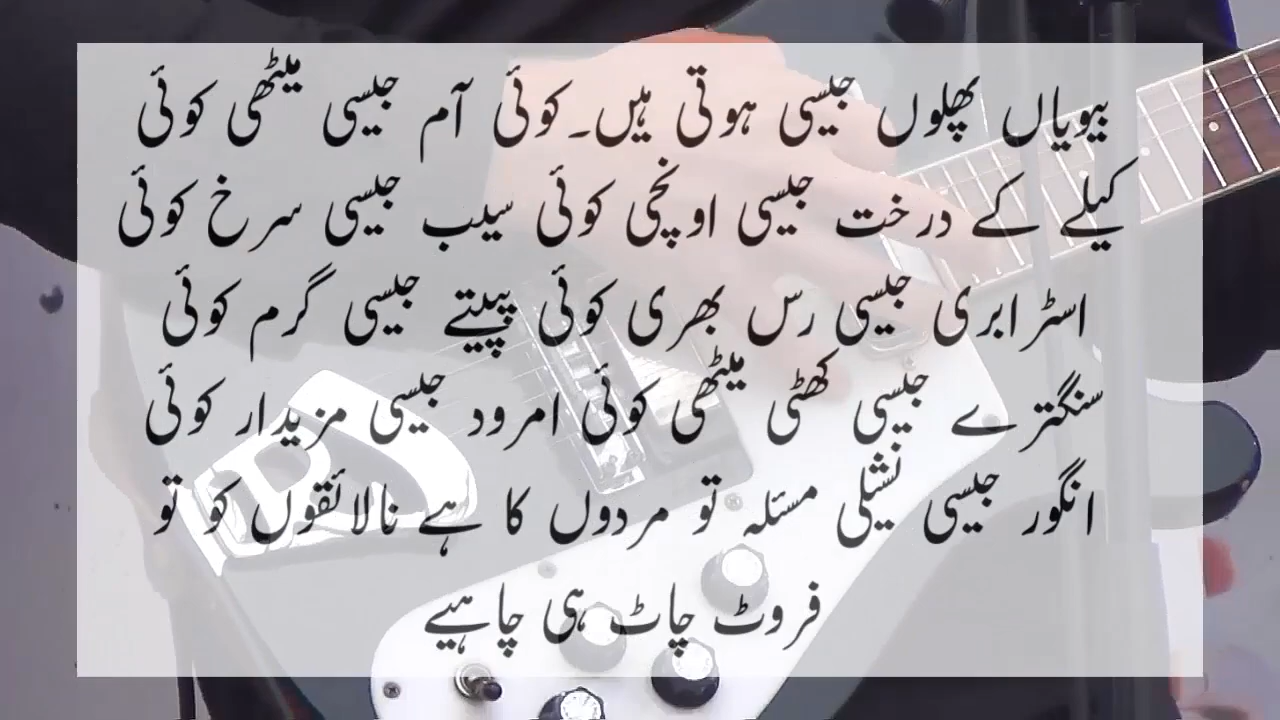 بیویاں پھلوں جیسی ہوتی ہیں۔کوئی آم جیسی میٹھی کوئی
کیلے کے درخت جیسی اونچی کوئی سیب جیسی سرخ کوئی
اسٹرابری جیسی رس بھری کوئی پپیتے جیسی گرم کوئی
سنگترے جیسی کھٹی میٹھی کوئی امرود جیسی مزیدار کوئی
انگور جیسی نشیلی مسئلہ تو مردوں کا ہے نالائقوں کو تو
فروٹ چاٹ ہی چاہیے